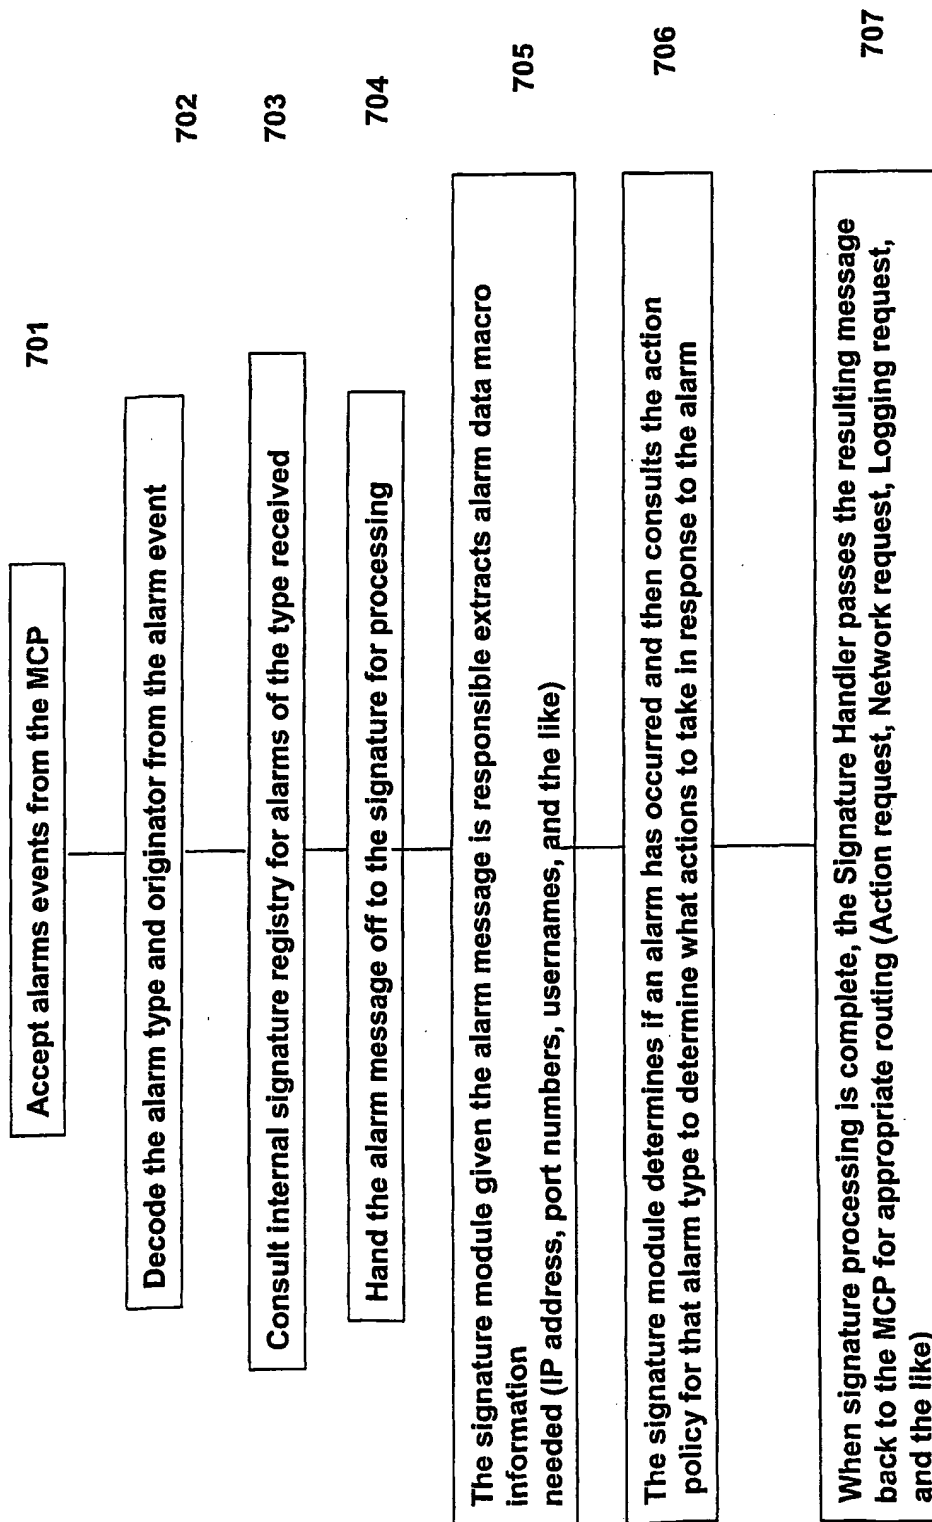 701
Accept alarms events from the MCP
702
Decode the alarm type and originator from the alarm event
703
Consult internal signature registry for alarms of the type received
704
Hand the alarm message off to the signature for processing
705
The signature module given the alarm message is responsible extracts alarm data macro
information
needed (IP address, port numbers, usernames, and the like)
706
The signature module determines if an alarm has occurred and then consults the action
policy for that alarm type to determine what actions to take in response to the alarm
707
When signature processing is complete, the Signature Handler passes the resulting message
back to the MCP for appropriate routing (Action request, Network request, Logging request,
and the like)